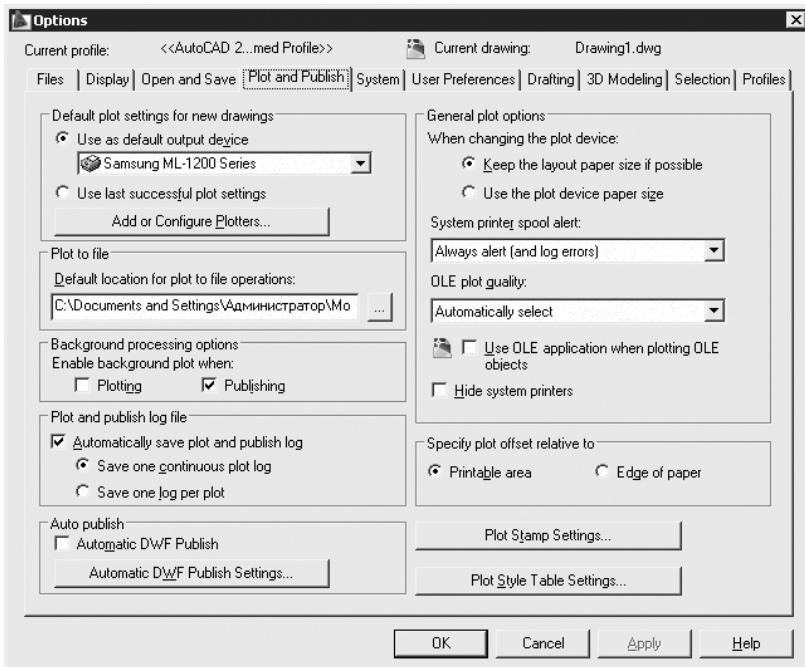 Options
Current profile: <<AutoCAD 2...med Profile>> Current drawing: Drawing1.dwg
Files Display Open and Save Plot and Publish System User Preferences Drafting 3D Modeling Selection Profiles
Default plot settings for new drawings
Use as default output device
Samsung ML-1200 Series
Use last successful plot settings
Add or Configure Plotters...
Plot to file
Default location for plot to file operations:
C:\Documents and Settings\Администратор\Мо
...
Background processing options
Enable background plot when:
Plotting Publishing
Plot and publish log file
Automatically save plot and publish log
Save one continuous plot log
Save one log per plot
Auto publish
Automatic DWF Publish
Automatic DWF Publish Settings...
General plot options
When changing the plot device:
Keep the layout paper size if possible
Use the plot device paper size
System printer spool alert:
Always alert (and log errors)
OLE plot quality:
Automatically select
Use OLE application when plotting OLE
objects
Hide system printers
Specify plot offset relative to
Printable area Edge of paper
Plot Stamp Settings...
Plot Style Table Settings...
OK Cancel Apply Help